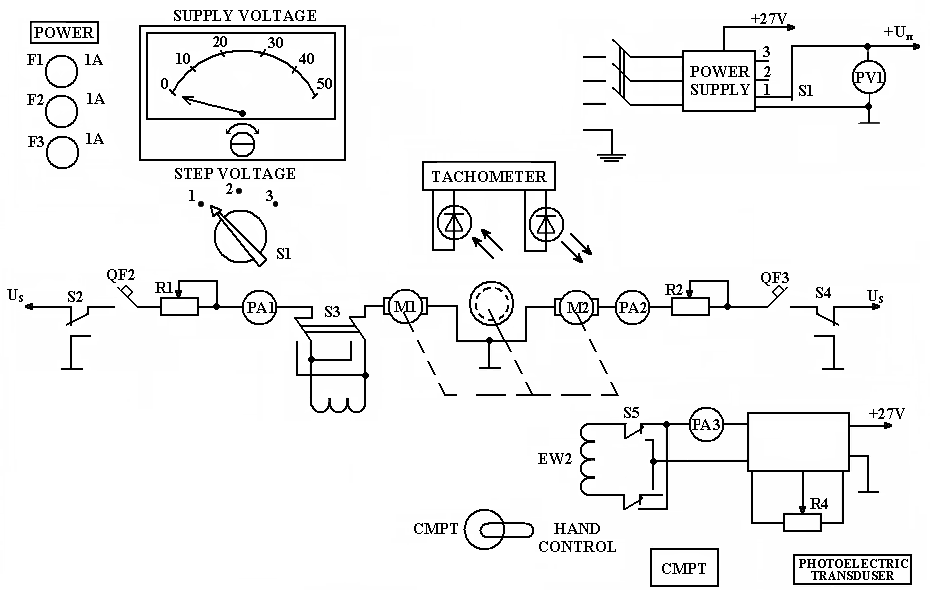 SUPPLY VOLTAGE
POWER
F1 1A
F2 1A
F3 1A
0 10 20 30 40 50
STEP VOLTAGE
1 2 3
S1
+27V
+Uп
POWER
SUPPLY
3
2
1
S1
PV1
TACHOMETER
Us
S2
QF2
R1
PA1
S3
M1
M2
PA2
R2
QF3
S4
Us
S5
PA3
+27V
EW2
R4
CMPT
HAND
CONTROL
CMPT
PHOTOELECTRIC
TRANSDUSER